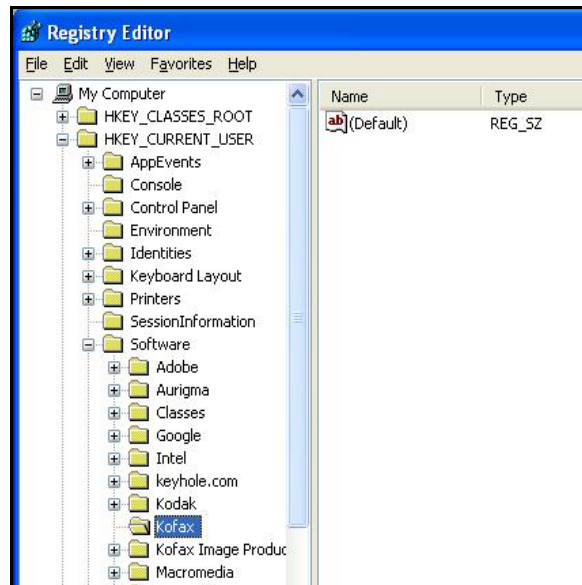 Registry Editor
File Edit View Favorites Help
My Computer
HKEY_CLASSES_ROOT
HKEY_CURRENT_USER
AppEvents
Console
Control Panel
Environment
Identities
Keyboard Layout
Printers
SessionInformation
Software
Adobe
Aurigma
Classes
Google
Intel
keyhole.com
Kodak
Kofax
Kofax Image Produc
Macromedia
Name Type
ab (Default) REG_SZ